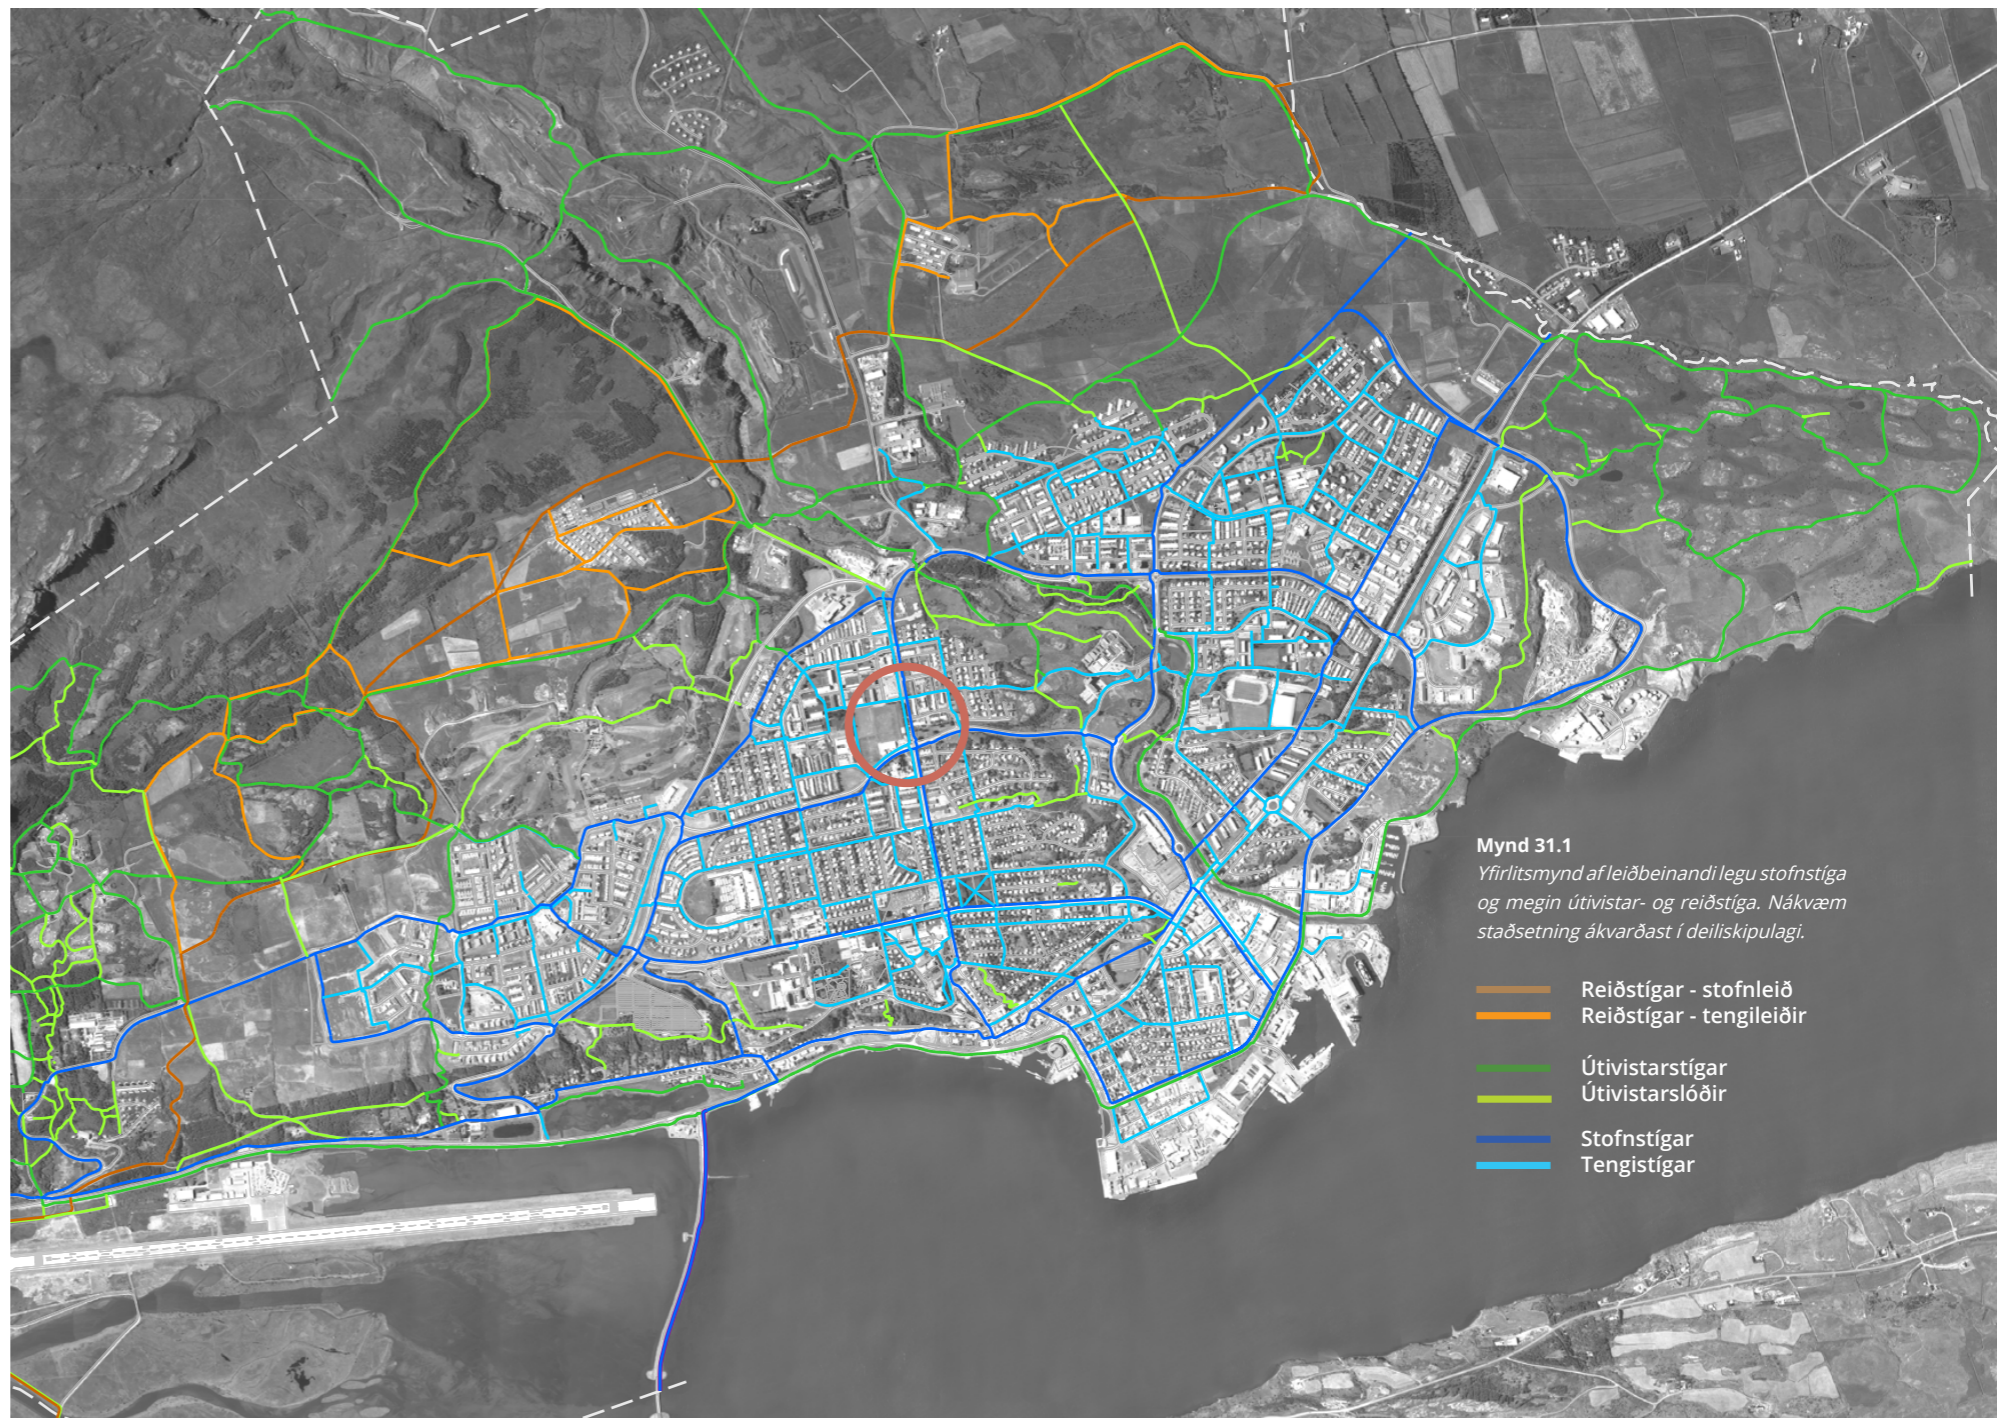 Mynd 31.1
Yfirlitsmynd af leiðbeinandi legu stofnstíga
og megin útivistar- og reiðstíga. Nákvæm
staðsetning ákvarðast í deiliskipulagi.
Reiðstígar - stofnleið
Reiðstígar - tengileiðir
Útivistarstígar
Útivistarslóðir
Stofnstígar
Tengistígar